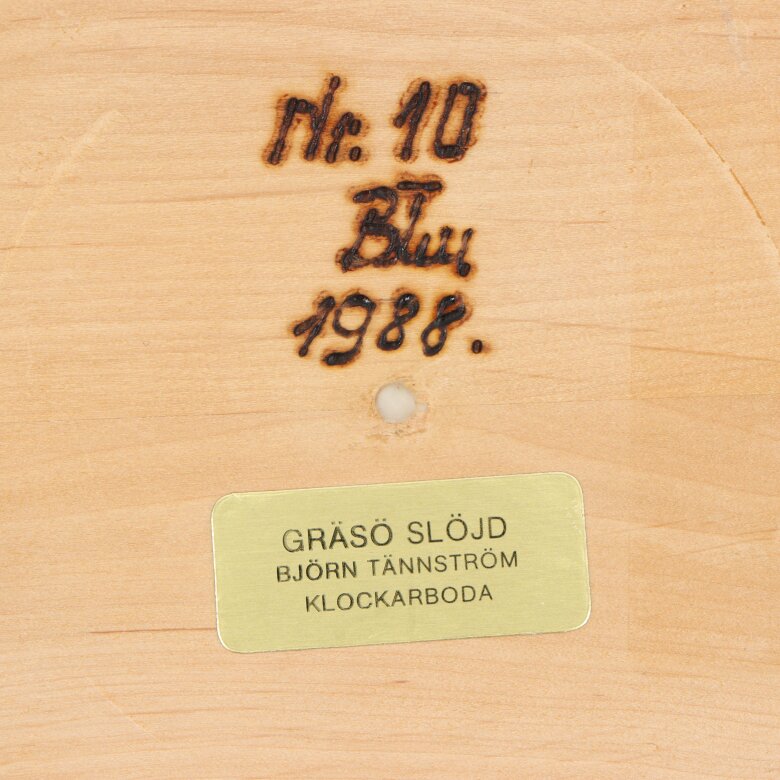 Nr. 10
1988.
GRÄSÖ SLÖJD
BJÖRN TÄNNSTRÖM
KLOCKARBODA